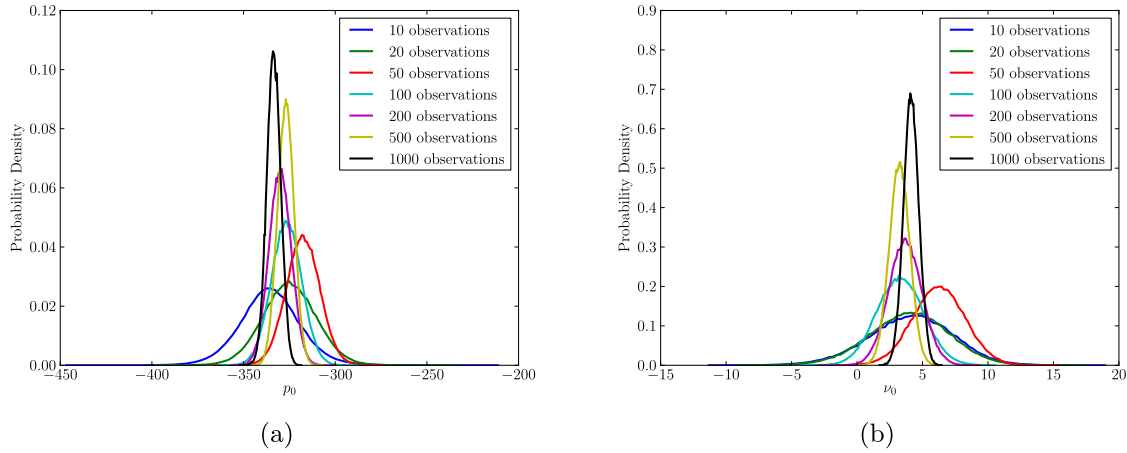 0.12
0.10
0.08
0.06
0.04
0.02
0.00
Probability Density
−450
−400
−350
−300
−250
−200
p₀
10 observations
20 observations
50 observations
100 observations
200 observations
500 observations
1000 observations
(a)
0.9
0.8
0.7
0.6
0.5
0.4
0.3
0.2
0.1
0.0
Probability Density
−15
−10
−5
0
5
10
15
20
ν₀
10 observations
20 observations
50 observations
100 observations
200 observations
500 observations
1000 observations
(b)